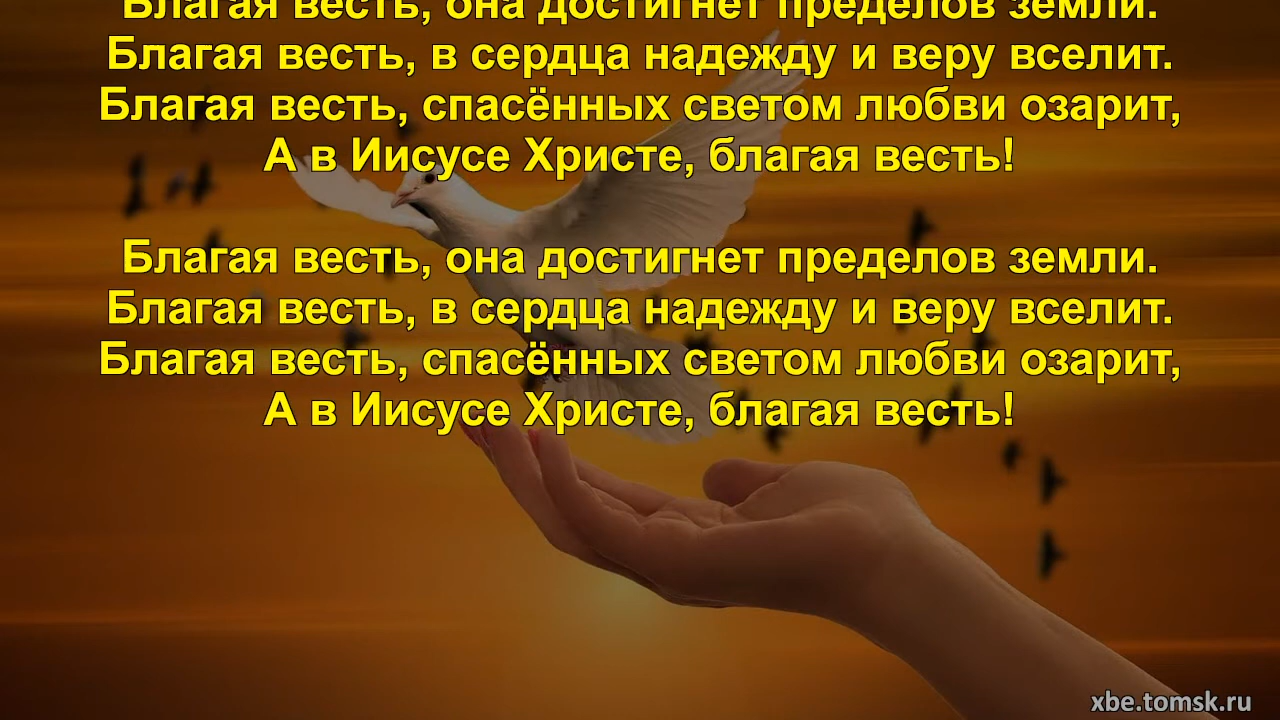 Благая весть, она достигнет пределов земли.
Благая весть, в сердца надежду и веру вселит.
Благая весть, спасённых светом любви озарит,
А в Иисусе Христе, благая весть!
Благая весть, она достигнет пределов земли.
Благая весть, в сердца надежду и веру вселит.
Благая весть, спасённых светом любви озарит,
А в Иисусе Христе, благая весть!
xbe.tomsk.ru